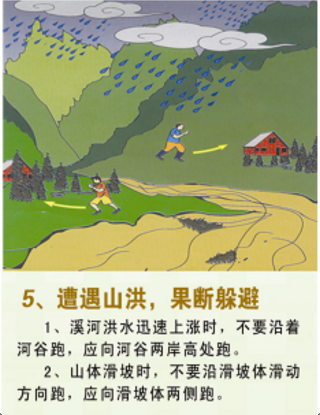 5、遭遇山洪，果断躲避
1、溪河洪水迅速上涨时，不要沿着
河谷跑，应向河谷两岸高处跑。
2、山体滑坡时，不要沿滑坡体滑动
方向跑，应向滑坡体两侧跑。